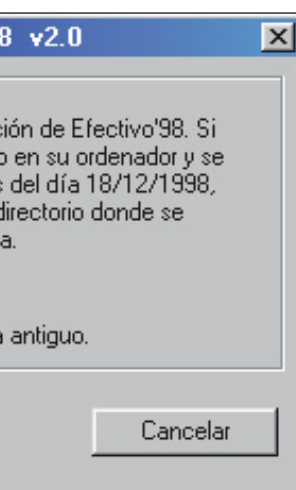 8 v2.0
ción de Efectivo'98. Si
o en su ordenador y se
s del día 18/12/1998,
directorio donde se
a.
a antiguo.
Cancelar